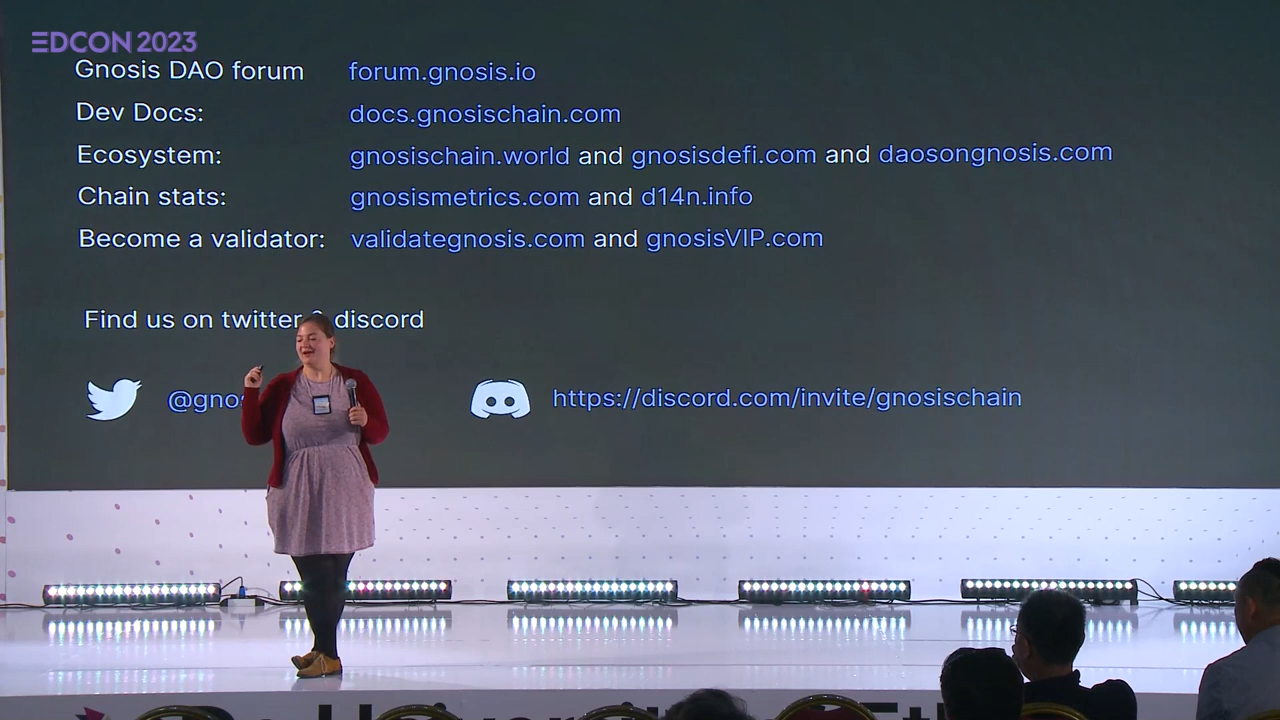 EDCON 2023
Gnosis DAO forum forum.gnosis.io
Dev Docs: docs.gnosischain.com
Ecosystem: gnosischain.world and gnosisdefi.com and daosongnosis.com
Chain stats: gnosismetrics.com and d14n.info
Become a validator: validategnosis.com and gnosisVIP.com
Find us on twitter & discord
@gnos https://discord.com/invite/gnosischain